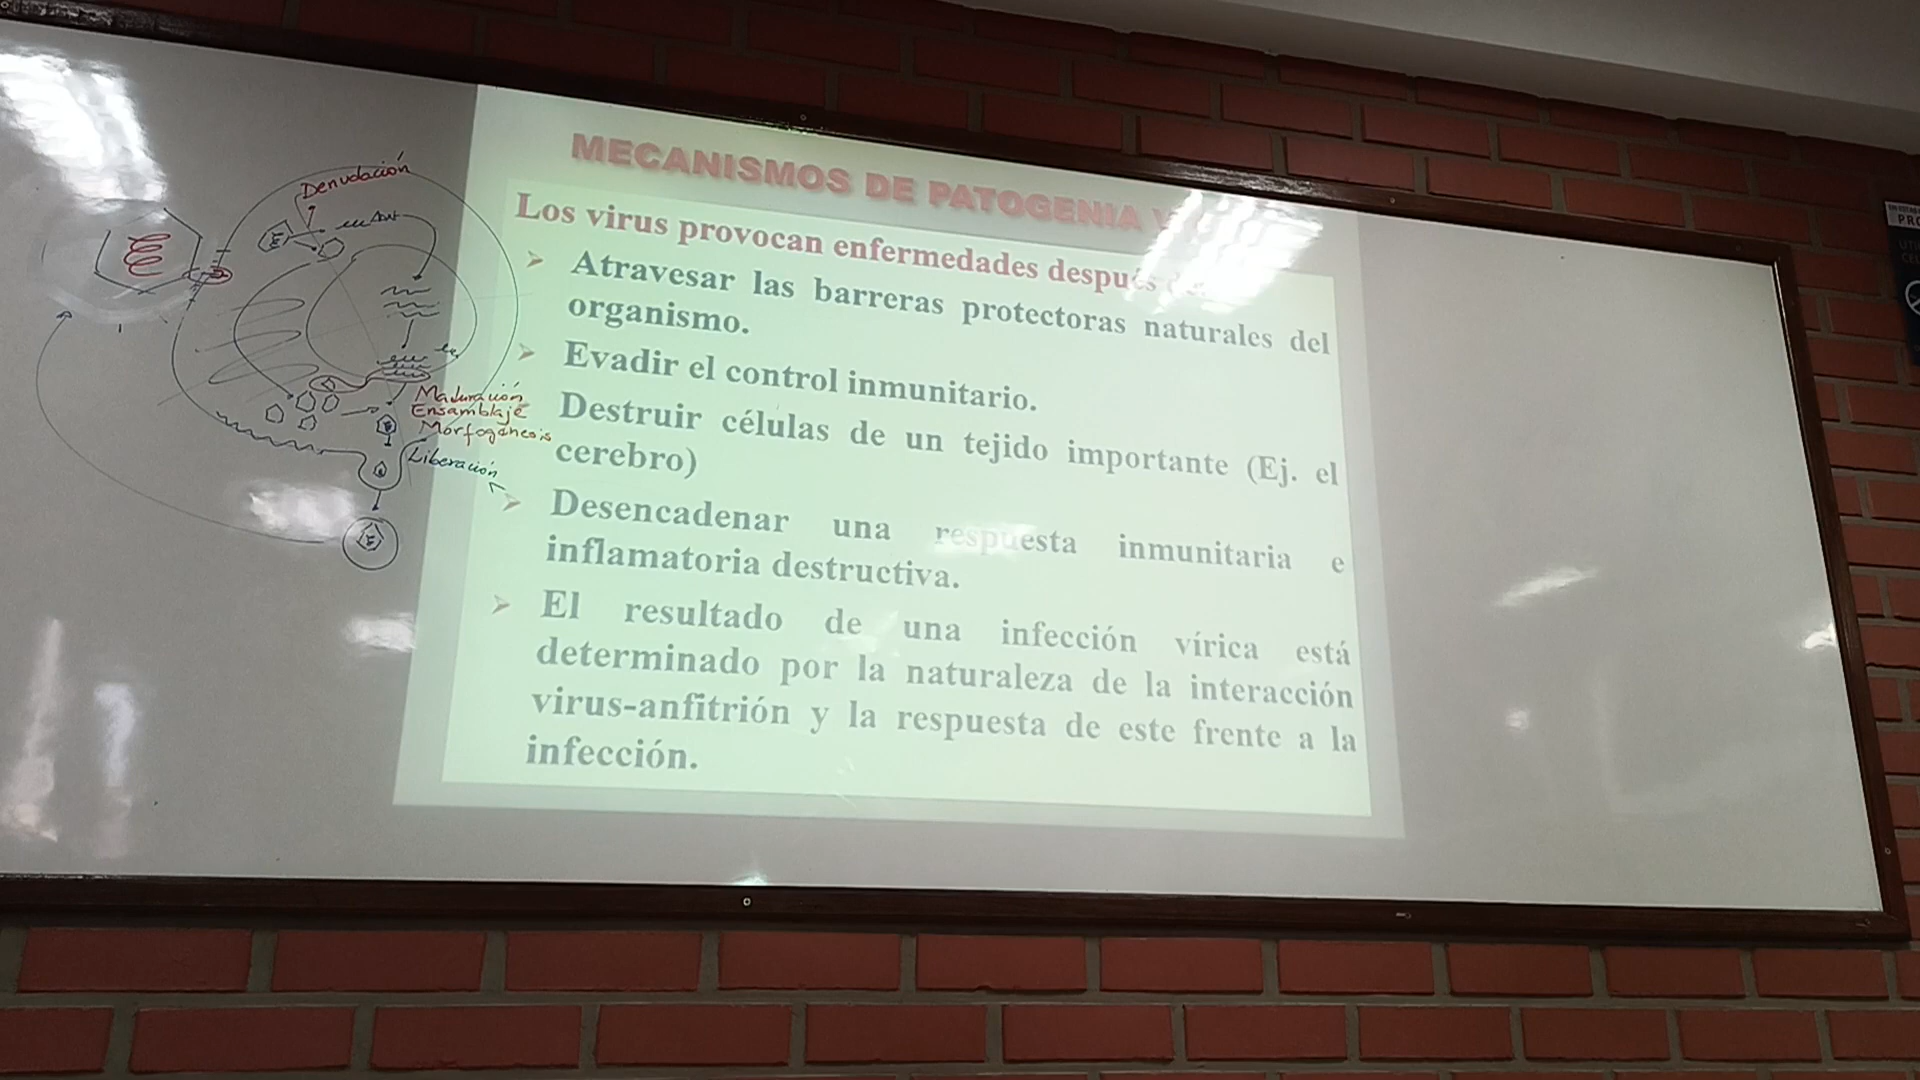 MECANISMOS DE PATOGENIA
Los virus provocan enfermedades después
➢ Atravesar las barreras protectoras naturales del
organismo.
➢ Evadir el control inmunitario.
Destruir células de un tejido importante (Ej. el
cerebro)
➢ Desencadenar una respuesta inmunitaria e
inflamatoria destructiva.
➢ El resultado de una infección vírica está
determinado por la naturaleza de la interacción
virus-anfitrión y la respuesta de este frente a la
infección.
Denudación
Maduración
Ensamblaje
Morfogénesis
Liberación